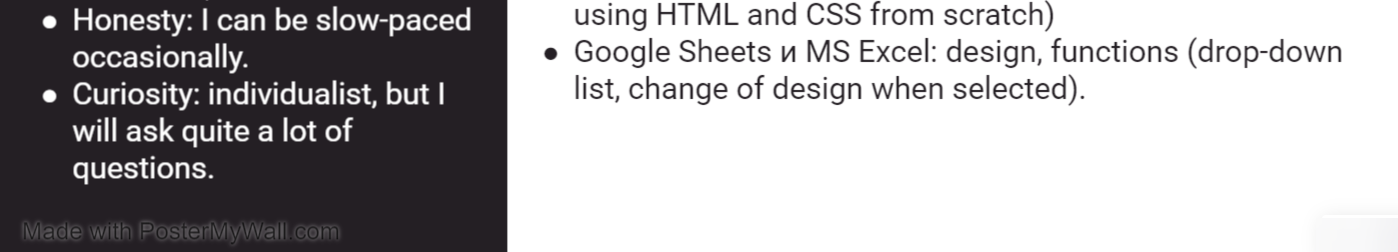 ● Honesty: I can be slow-paced
occasionally.
● Curiosity: individualist, but I
will ask quite a lot of
questions.
Made with PosterMyWall.com
using HTML and CSS from scratch)
● Google Sheets и MS Excel: design, functions (drop-down
list, change of design when selected).